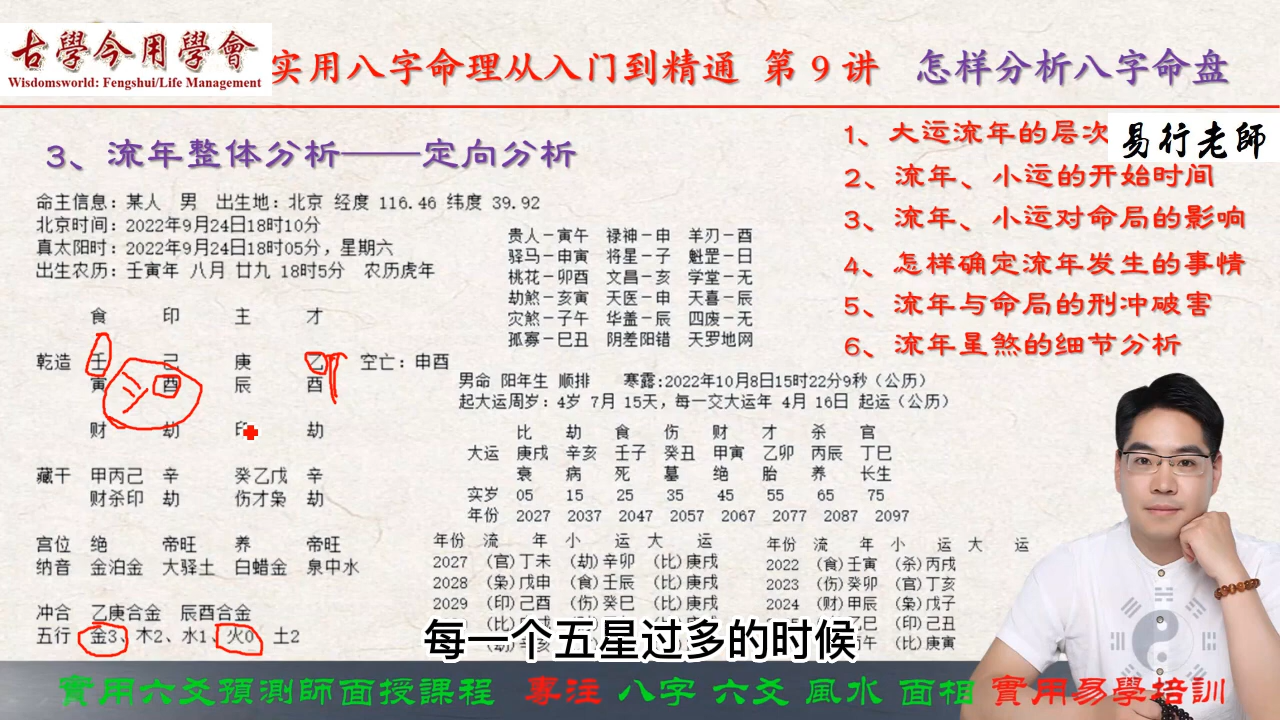 古學今用學會
Wisdomsworld: Fengshui/Life Management
实用八字命理从入门到精通 第 9 讲 怎样分析八字命盘
易行老師
3、流年整体分析——定向分析
1、大运流年的层次
2、流年、小运的开始时间
3、流年、小运对命局的影响
4、怎样确定流年发生的事情
5、流年与命局的刑冲破害
6、流年星煞的细节分析
命主信息：某人 男 出生地：北京 经度 116.46 纬度 39.92
北京时间：2022年9月24日18时10分
真太阳时：2022年9月24日18时05分，星期六
出生农历：壬寅年 八月 廿九 18时5分 农历虎年
食 印 主 才
乾造 壬 己 庚 乙 空亡：申酉
寅 酉 辰 酉
财 劫 印 劫
藏干 甲丙己 辛 癸乙戊 辛
财杀印 劫 伤才枭 劫
宫位 绝 帝旺 养 帝旺
纳音 金泊金 大驿土 白蜡金 泉中水
冲合 乙庚合金 辰酉合金
五行 金3、木2、水1、火0、土2
贵人－寅午 禄神－申 羊刃－酉
驿马－申寅 将星－子 魁罡－日
桃花－卯酉 文昌－亥 学堂－无
劫煞－亥寅 天医－申 天喜－辰
灾煞－子午 华盖－辰 四废－无
孤寡－巳丑 阴差阳错 天罗地网
男命 阳年生 顺排 寒露:2022年10月8日15时22分9秒（公历）
起大运周岁：4岁 7月 15天，每一交大运年 4月 16日 起运（公历）
比 劫 食 伤 财 才 杀 官
大运 庚戌 辛亥 壬子 癸丑 甲寅 乙卯 丙辰 丁巳
衰 病 死 墓 绝 胎 养 长生
实岁 05 15 25 35 45 55 65 75
年份 2027 2037 2047 2057 2067 2077 2087 2097
年份 流 年 小 运 大 运
2027 (官)丁未 (劫)辛卯 (比)庚戌
2028 (枭)戊申 (食)壬辰 (比)庚戌
2029 (印)己酉 (伤)癸巳 (比)庚戌
年份 流 年 小 运 大 运
2022 (食)壬寅 (杀)丙戌
2023 (伤)癸卯 (官)丁亥
2024 (财)甲辰 (枭)戊子
乙巳 (印)己丑
丙午 (比)庚寅
每一个五星过多的时候
實用六爻預測師面授課程 專注 八字 六爻 風水 面相 實用易學培訓